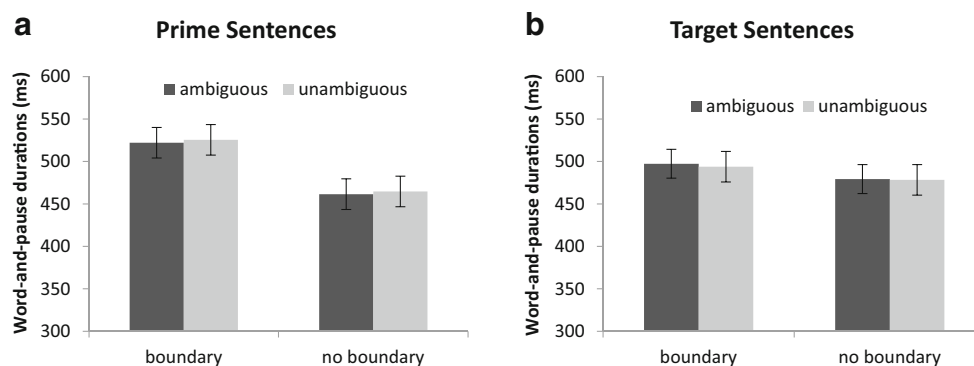 a
Prime Sentences
Word-and-pause durations (ms)
600
550
500
450
400
350
300
ambiguous
unambiguous
boundary
no boundary
b
Target Sentences
Word-and-pause durations (ms)
600
550
500
450
400
350
300
ambiguous
unambiguous
boundary
no boundary